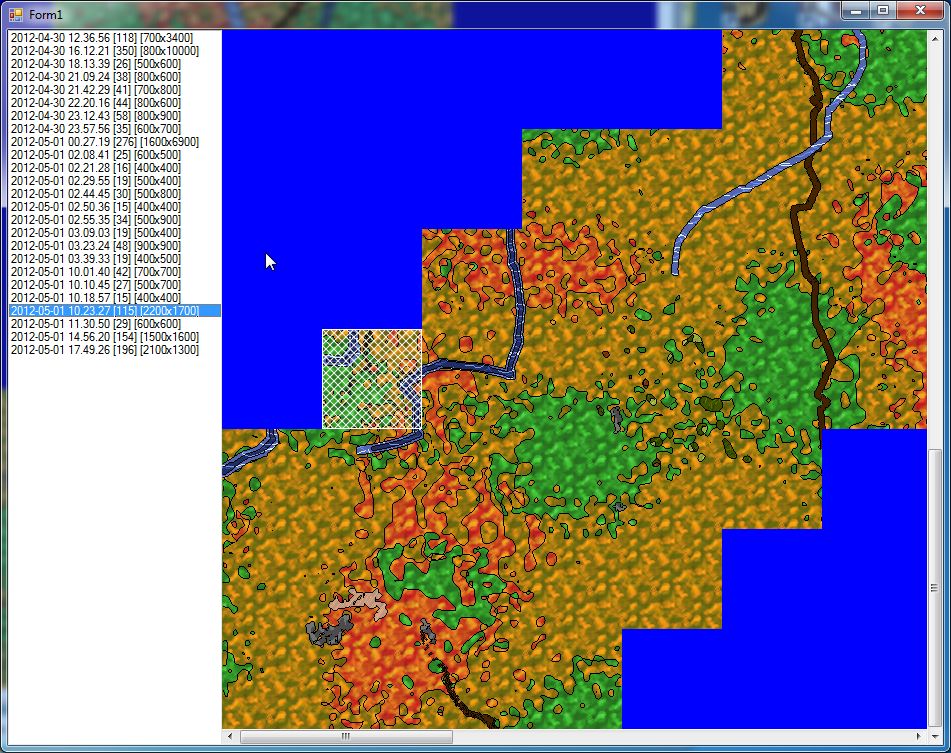 Form1
2012-04-30 12.36.56 [118] [700x3400]
2012-04-30 16.12.21 [350] [800x10000]
2012-04-30 18.13.39 [26] [500x600]
2012-04-30 21.09.24 [38] [800x600]
2012-04-30 21.42.29 [41] [700x800]
2012-04-30 22.20.16 [44] [800x600]
2012-04-30 23.12.43 [58] [800x900]
2012-04-30 23.57.56 [35] [600x700]
2012-05-01 00.27.19 [276] [1600x6900]
2012-05-01 02.08.41 [25] [600x500]
2012-05-01 02.21.28 [16] [400x400]
2012-05-01 02.29.55 [19] [500x400]
2012-05-01 02.44.45 [30] [500x800]
2012-05-01 02.50.36 [15] [400x400]
2012-05-01 02.55.35 [34] [500x900]
2012-05-01 03.09.03 [19] [500x400]
2012-05-01 03.23.24 [48] [900x900]
2012-05-01 03.39.33 [19] [400x500]
2012-05-01 10.01.40 [42] [700x700]
2012-05-01 10.10.45 [27] [500x700]
2012-05-01 10.18.57 [15] [400x400]
2012-05-01 10.23.27 [115] [2200x1700]
2012-05-01 11.30.50 [29] [600x600]
2012-05-01 14.56.20 [154] [1500x1600]
2012-05-01 17.49.26 [196] [2100x1300]